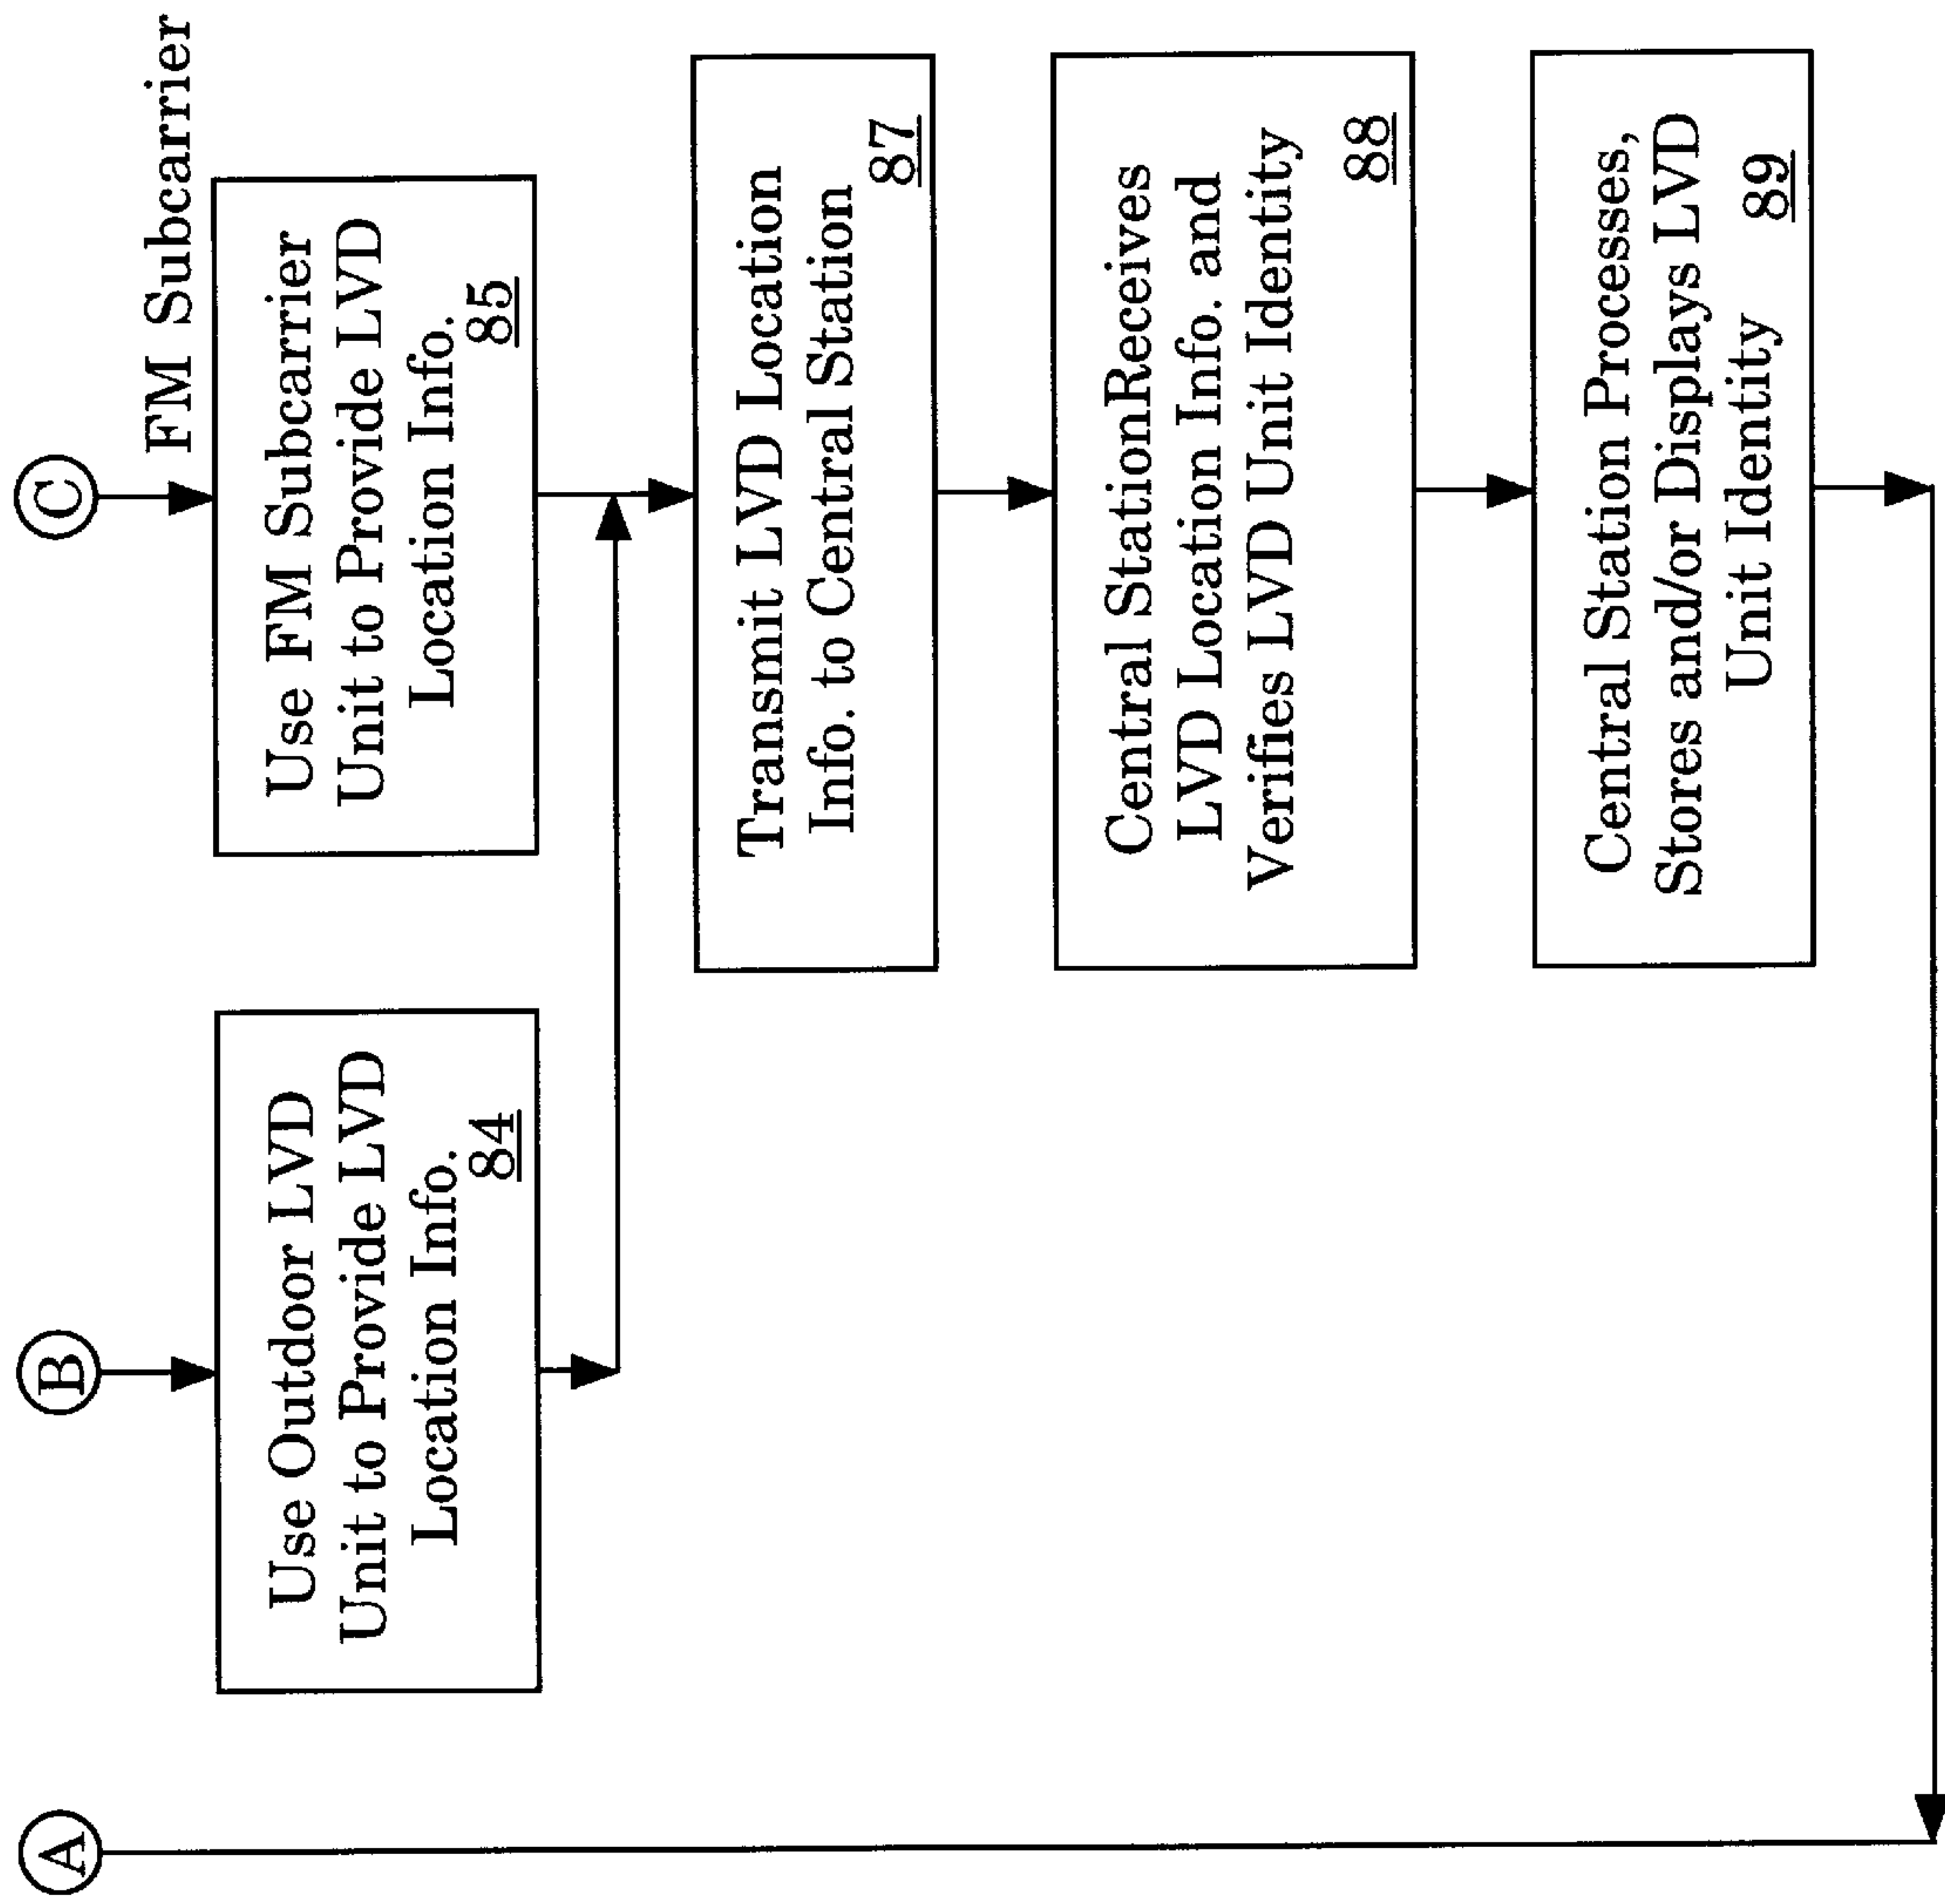 A
B
C
FM Subcarrier
Use Outdoor LVD
Unit to Provide LVD
Location Info.
84
Use FM Subcarrier
Unit to Provide LVD
Location Info.
85
Transmit LVD Location
Info. to Central Station
87
Central StationReceives
LVD Location Info. and
Verifies LVD Unit Identity
88
Central Station Processes,
Stores and/or Displays LVD
Unit Identity
89